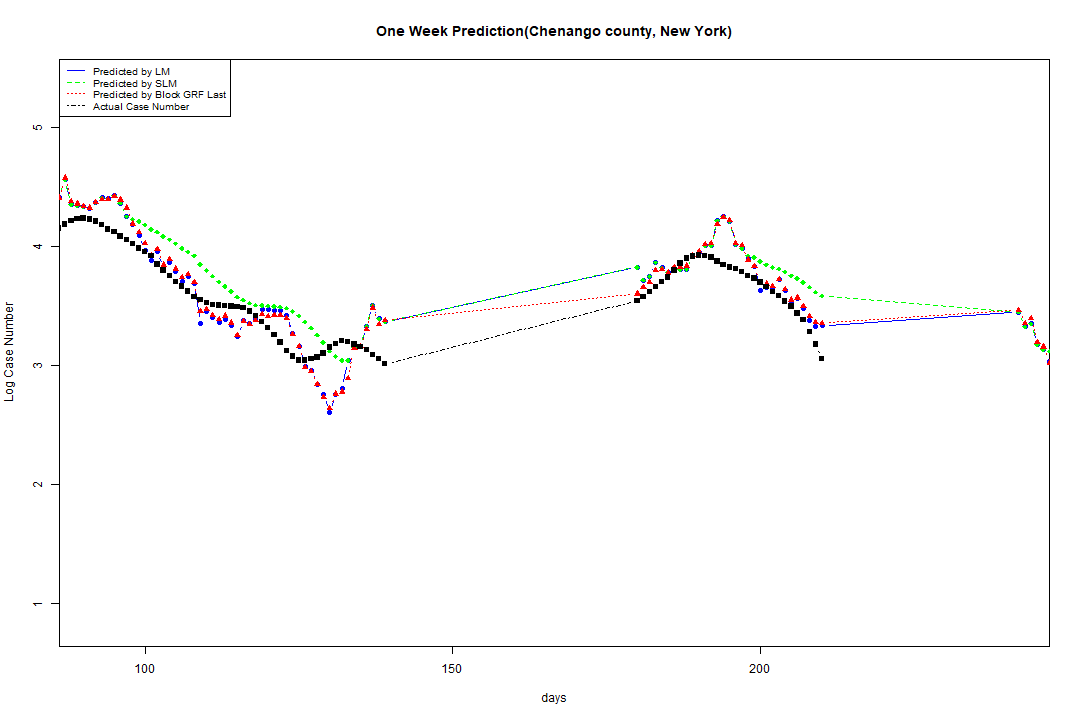 One Week Prediction(Chenango county, New York)
Predicted by LM
Predicted by SLM
Predicted by Block GRF Last
Actual Case Number
5
4
3
2
1
Log Case Number
100 150 200
days